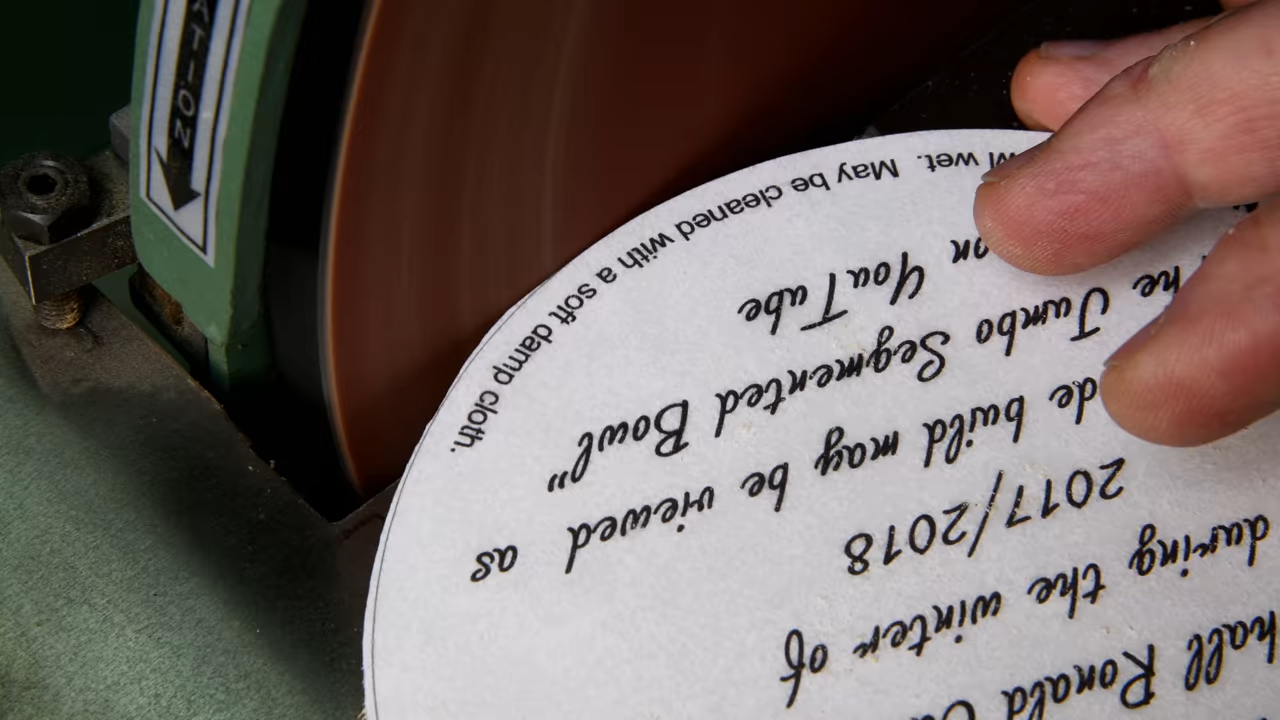 ATION
hall Ronald
during the winter of
2017/2018
de build may be viewed as
he Jumbo Segmented Bowl"
on YouTube
wet. May be cleaned with a soft damp cloth.